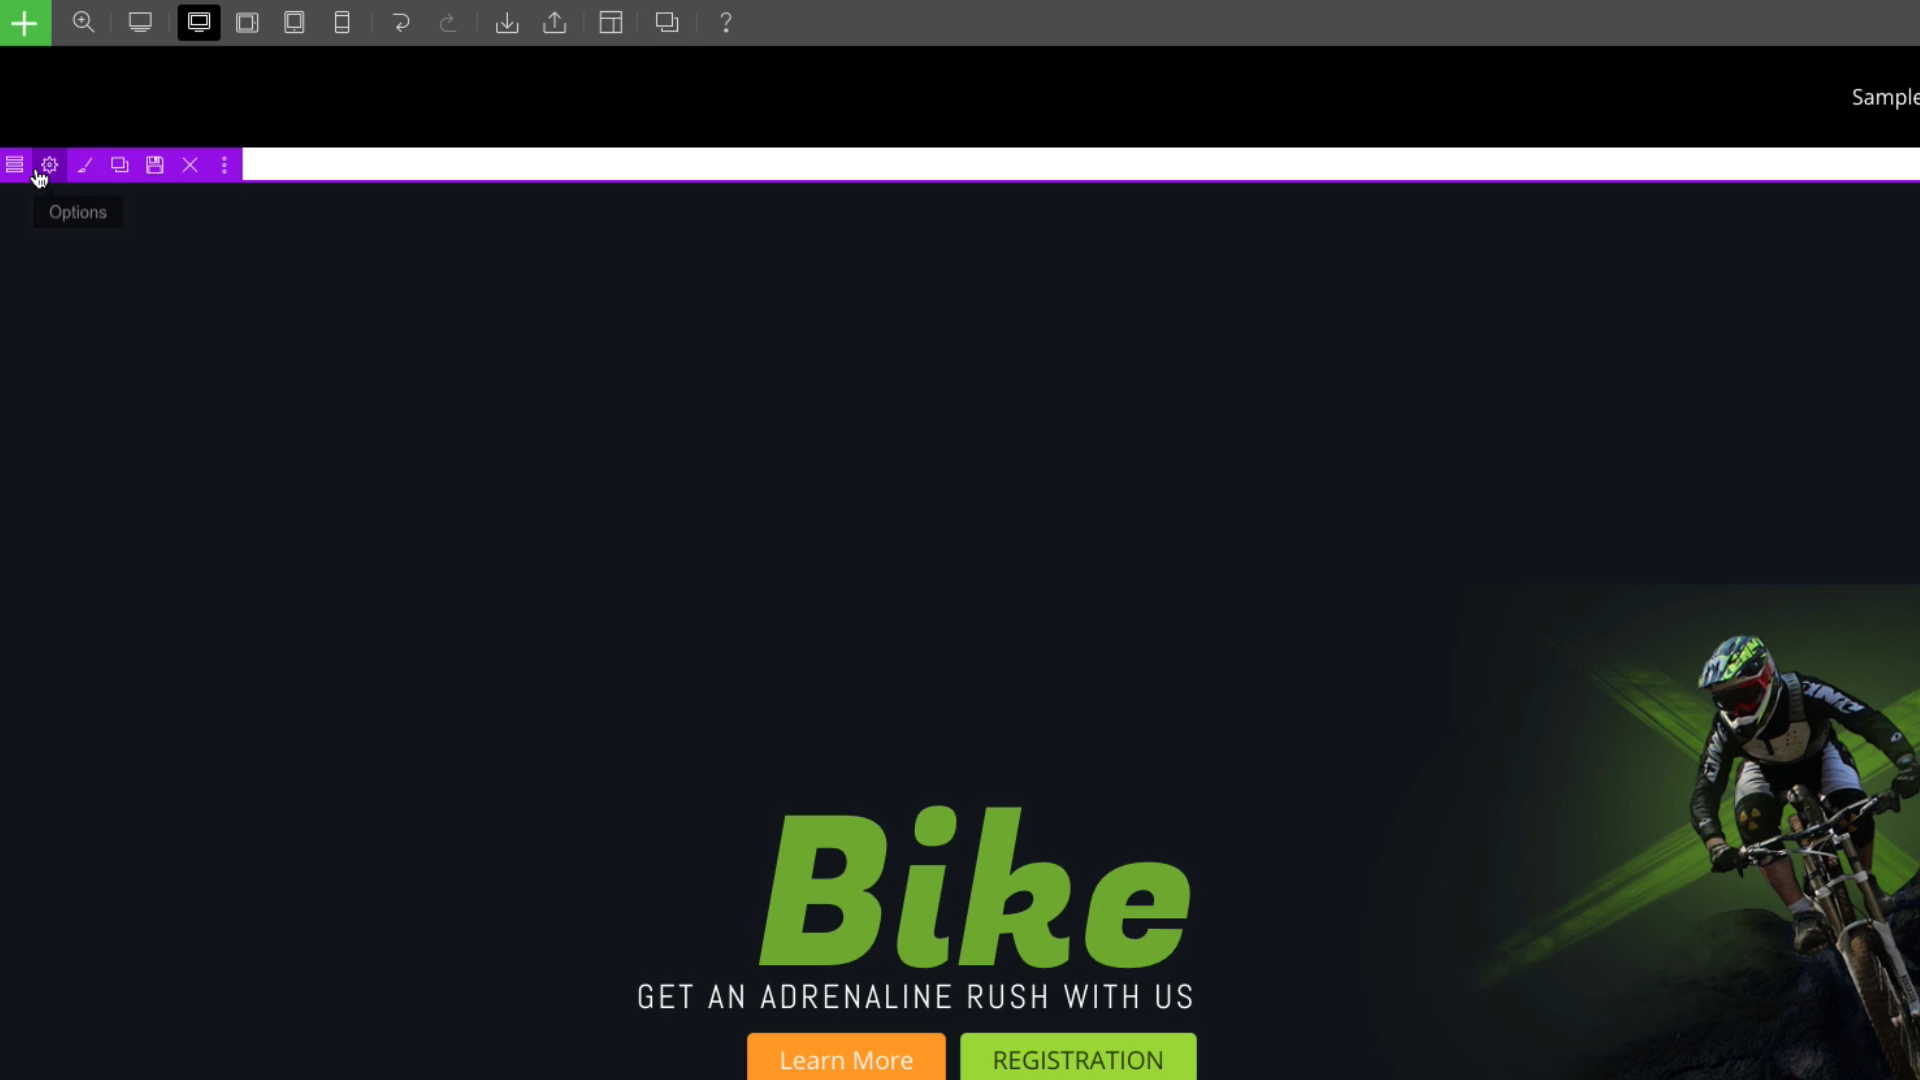 Sample
Options
Bike
GET AN ADRENALINE RUSH WITH US
Learn More
REGISTRATION